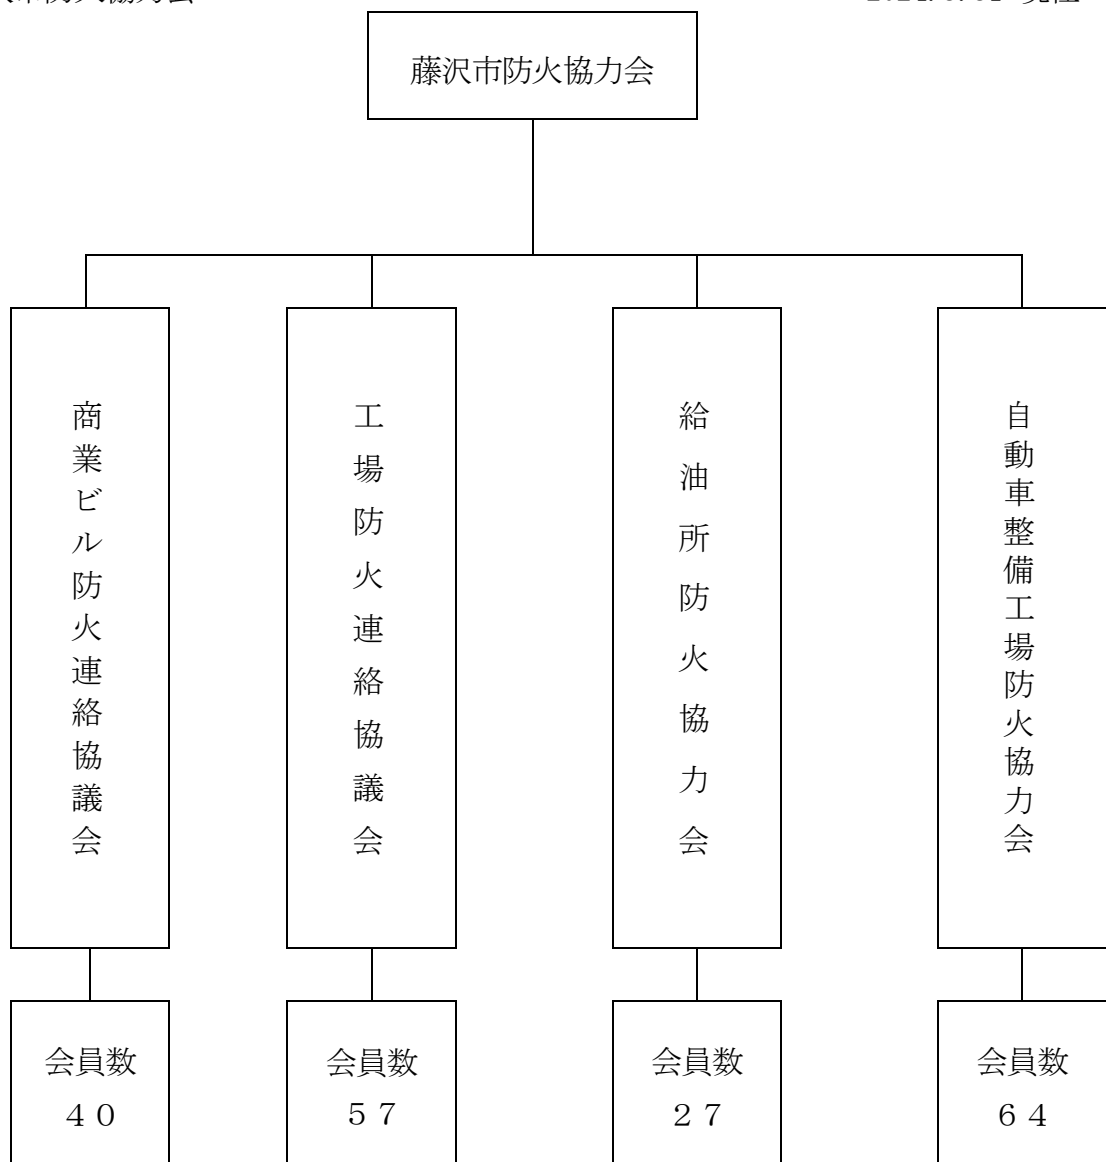 藤沢市防火協力会
商業ビル防火連絡協議会
工場防火連絡協議会
給油所防火協力会
自動車整備工場防火協力会
会員数
４０
会員数
５７
会員数
２７
会員数
６４